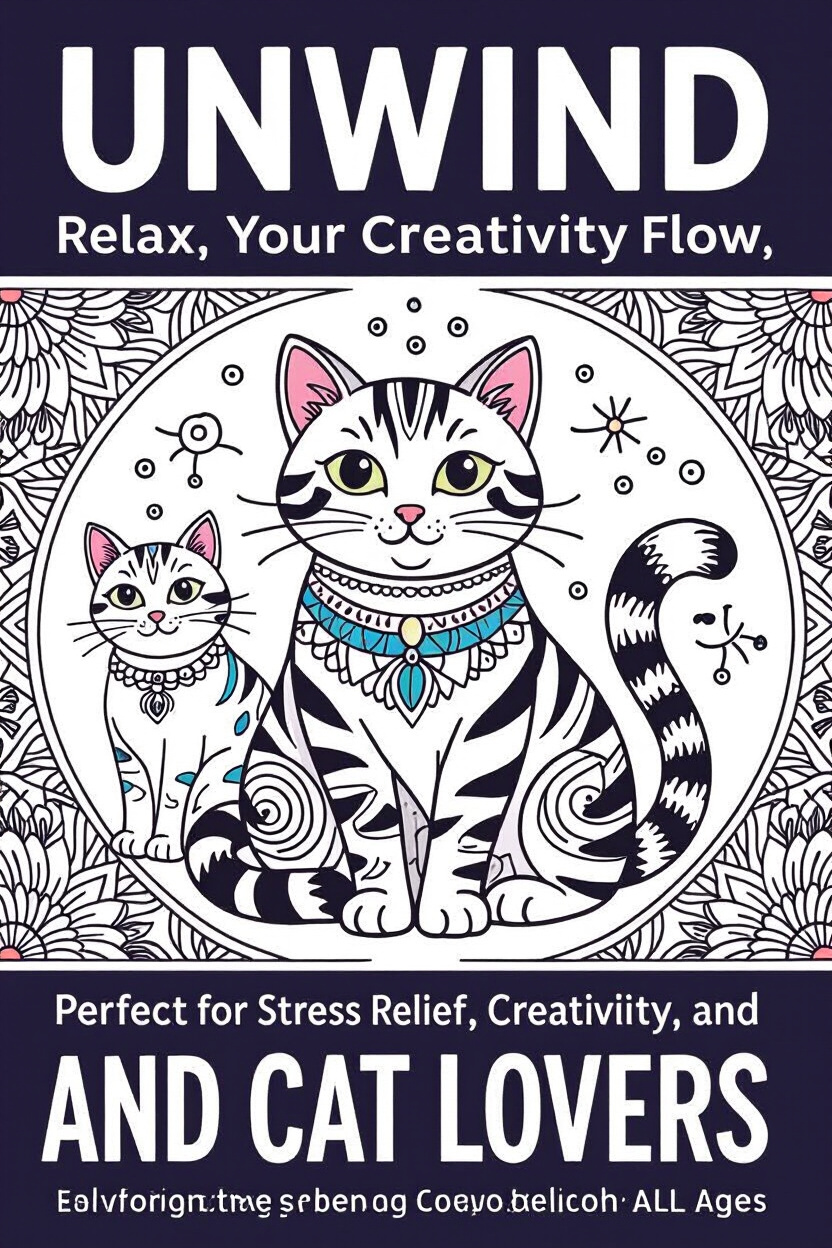 UNWIND
Relax, Your Creativity Flow,
Perfect for Stress Relief, Creativiity, and
AND CAT LOVERS
ALL Ages